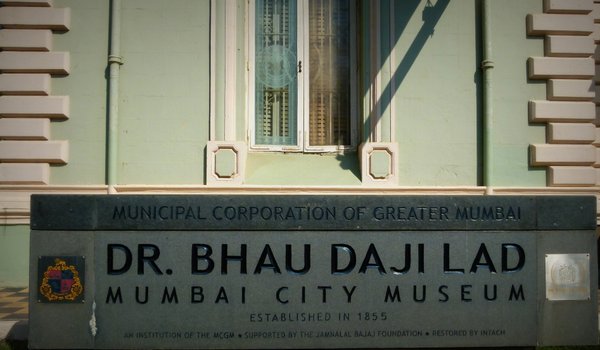 MUNICIPAL CORPORATION OF GREATER MUMBAI
DR. BHAU DAJI LAD
MUMBAI CITY MUSEUM
ESTABLISHED IN 1855
AN INSTITUTION OF THE MCGM • SUPPORTED BY THE JAMNALAL BAJAJ FOUNDATION • RESTORED BY INTACH